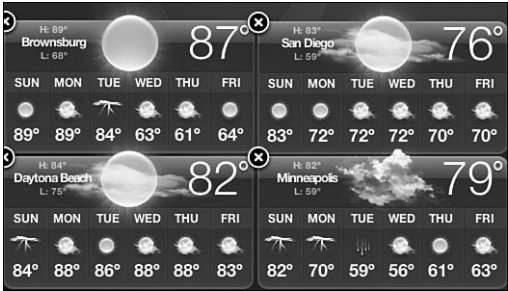 H: 89°
Brownsburg
L: 68°
87°
SUN MON TUE WED THU FRI
89° 89° 84° 63° 61° 64°
H: 83°
San Diego
L: 59°
76°
SUN MON TUE WED THU FRI
83° 72° 72° 72° 70° 70°
H: 84°
Daytona Beach
L: 75°
82°
SUN MON TUE WED THU FRI
84° 88° 86° 88° 88° 83°
H: 82°
Minneapolis
L: 59°
79°
SUN MON TUE WED THU FRI
82° 70° 59° 56° 61° 63°